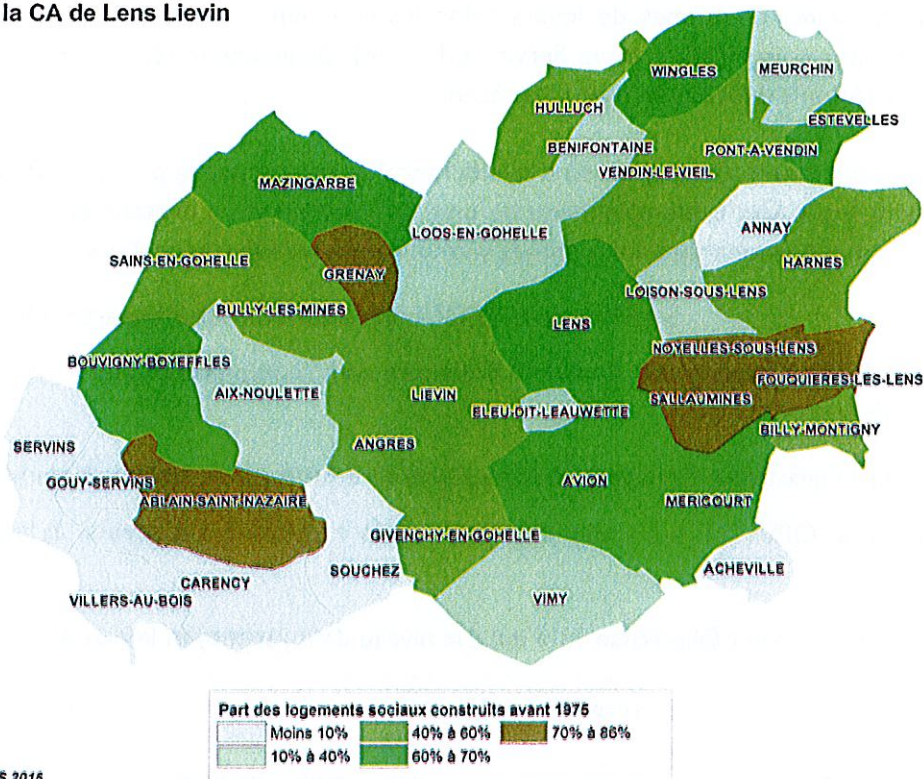 la CA de Lens Lievin
WINGLES
MEURCHIN
HULLUCH
ESTEVELLES
BENIFONTAINE
PONT-A-VENDIN
VENDIN-LE-VIEIL
MAZINGARBE
ANNAY
LOOS-EN-GOHELLE
SAINS-EN-GOHELLE
HARNES
GRENAY
LOISON-SOUS-LENS
BULLY-LES-MINES
LENS
NOYELLES-SOUS-LENS
BOUVIGNY-BOYEFFLES
FOUQUIERES-LES-LENS
AIX-NOULETTE
LIEVIN
SALLAUMINES
ELEU-DIT-LEAUWETTE
BILLY-MONTIGNY
SERVINS
ANGRES
GOUY-SERVINS
AVION
ABLAIN-SAINT-NAZAIRE
MERICOURT
GIVENCHY-EN-GOHELLE
ACHEVILLE
SOUCHEZ
CARENCY
VILLERS-AU-BOIS
VIMY
Part des logements sociaux construits avant 1975
Moins 10% 40% à 60% 70% à 86%
10% à 40% 60% à 70%
2015